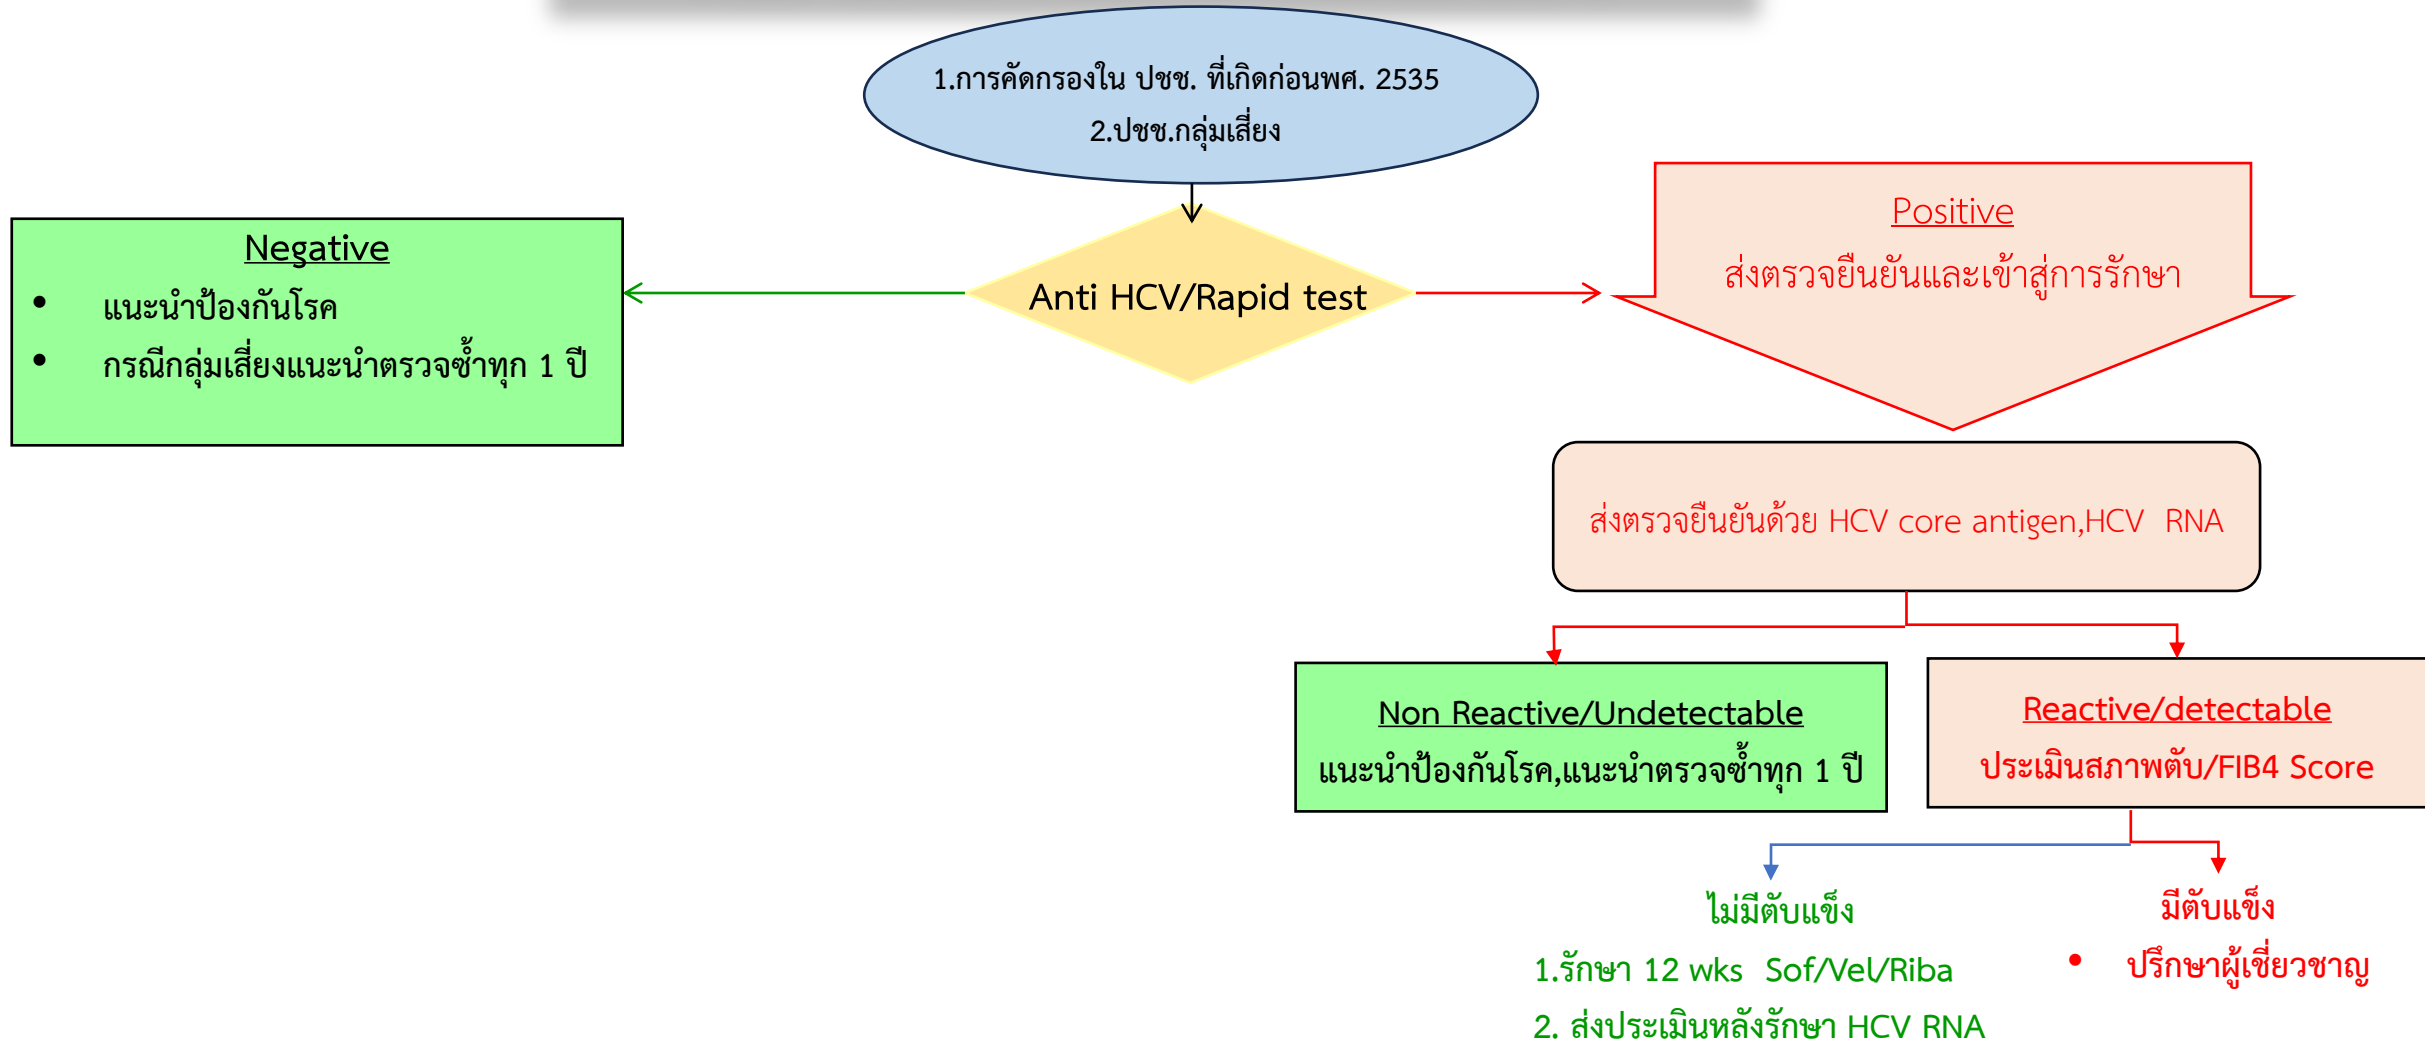 1.การคัดกรองใน ปชช. ที่เกิดก่อนพศ. 2535
2.ปชช.กลุ่มเสี่ยง
Negative
• แนะนำป้องกันโรค
• กรณีกลุ่มเสี่ยงแนะนำตรวจซ้ำทุก 1 ปี
Anti HCV/Rapid test
Positive
ส่งตรวจยืนยันและเข้าสู่การรักษา
ส่งตรวจยืนยันด้วย HCV core antigen,HCV RNA
Non Reactive/Undetectable
แนะนำป้องกันโรค,แนะนำตรวจซ้ำทุก 1 ปี
Reactive/detectable
ประเมินสภาพตับ/FIB4 Score
ไม่มีตับแข็ง
1.รักษา 12 wks Sof/Vel/Riba
2. ส่งประเมินหลังรักษา HCV RNA
มีตับแข็ง
• ปรึกษาผู้เชี่ยวชาญ